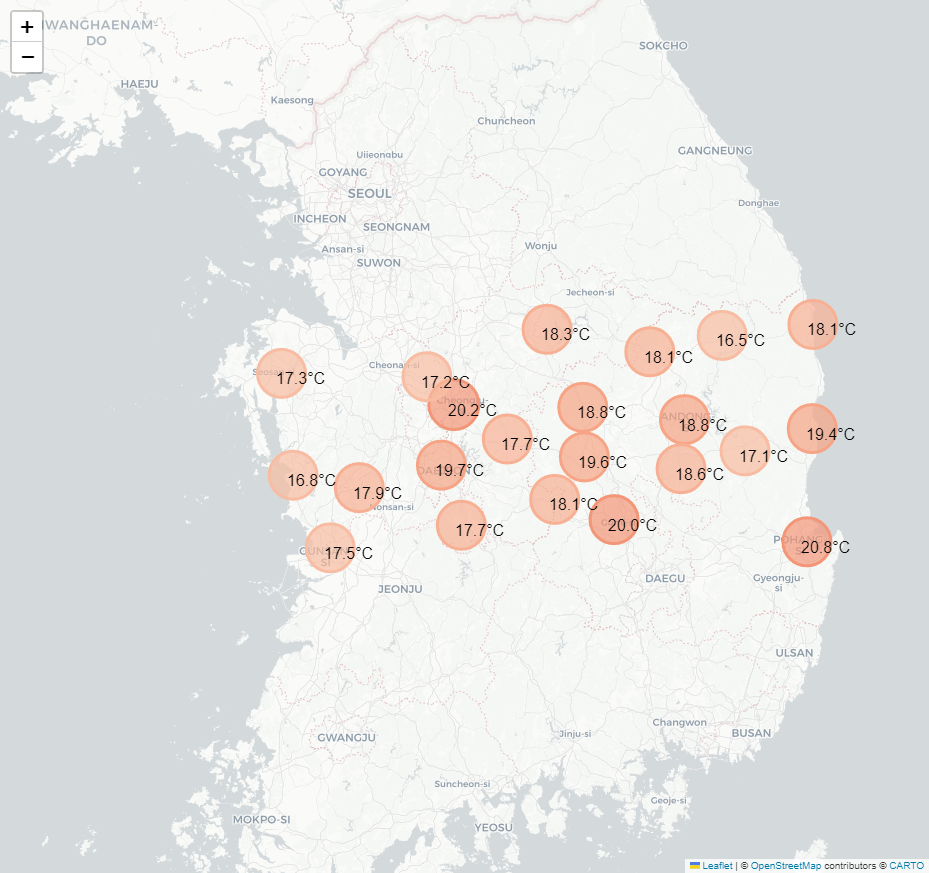 +
−
HWANGHAENAM-
DO
SOKCHO
HAEJU
Kaesong
Chuncheon
GANGNEUNG
Uijeongbu
GOYANG
SEOUL
Donghae
INCHEON
SEONGNAM
Ansan-si
Wonju
SUWON
Jecheon-si
18.3°C
18.1°C
16.5°C
18.1°C
Cheonan-si
17.3°C
17.2°C
20.2°C
18.8°C
ANDONG
18.8°C
19.4°C
17.7°C
17.1°C
19.6°C
19.7°C
18.6°C
16.8°C
17.9°C
Nonsan-si
18.1°C
20.0°C
17.7°C
POHANG-
SI
20.8°C
17.5°C
SI
DAEGU
Gyeongju-
si
JEONJU
ULSAN
Changwon
BUSAN
Jinju-si
GWANGJU
Suncheon-si
Geoje-si
MOKPO-SI
YEOSU
Leaflet | © OpenStreetMap contributors © CARTO